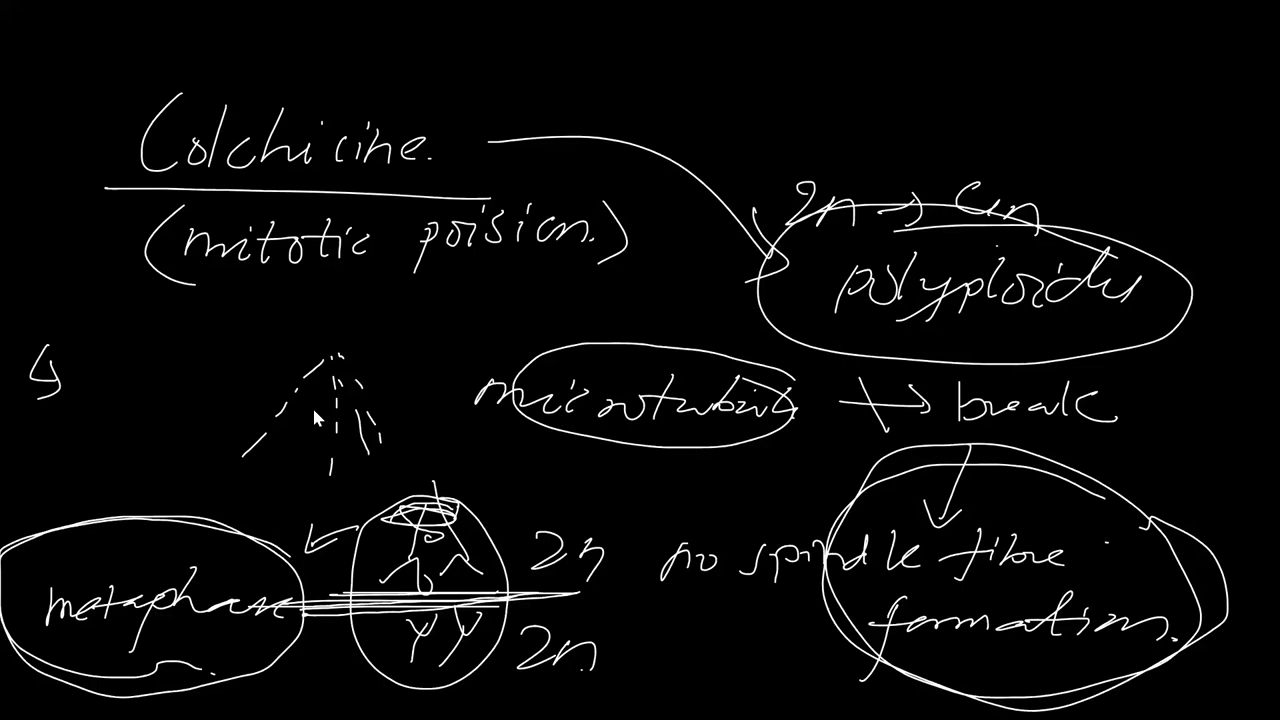 Colchicine.
(mitotic poision.)
2n → 4n
polyploidy
microtubule → break
no spindle fibre
formation.
metaphase
2n
2n